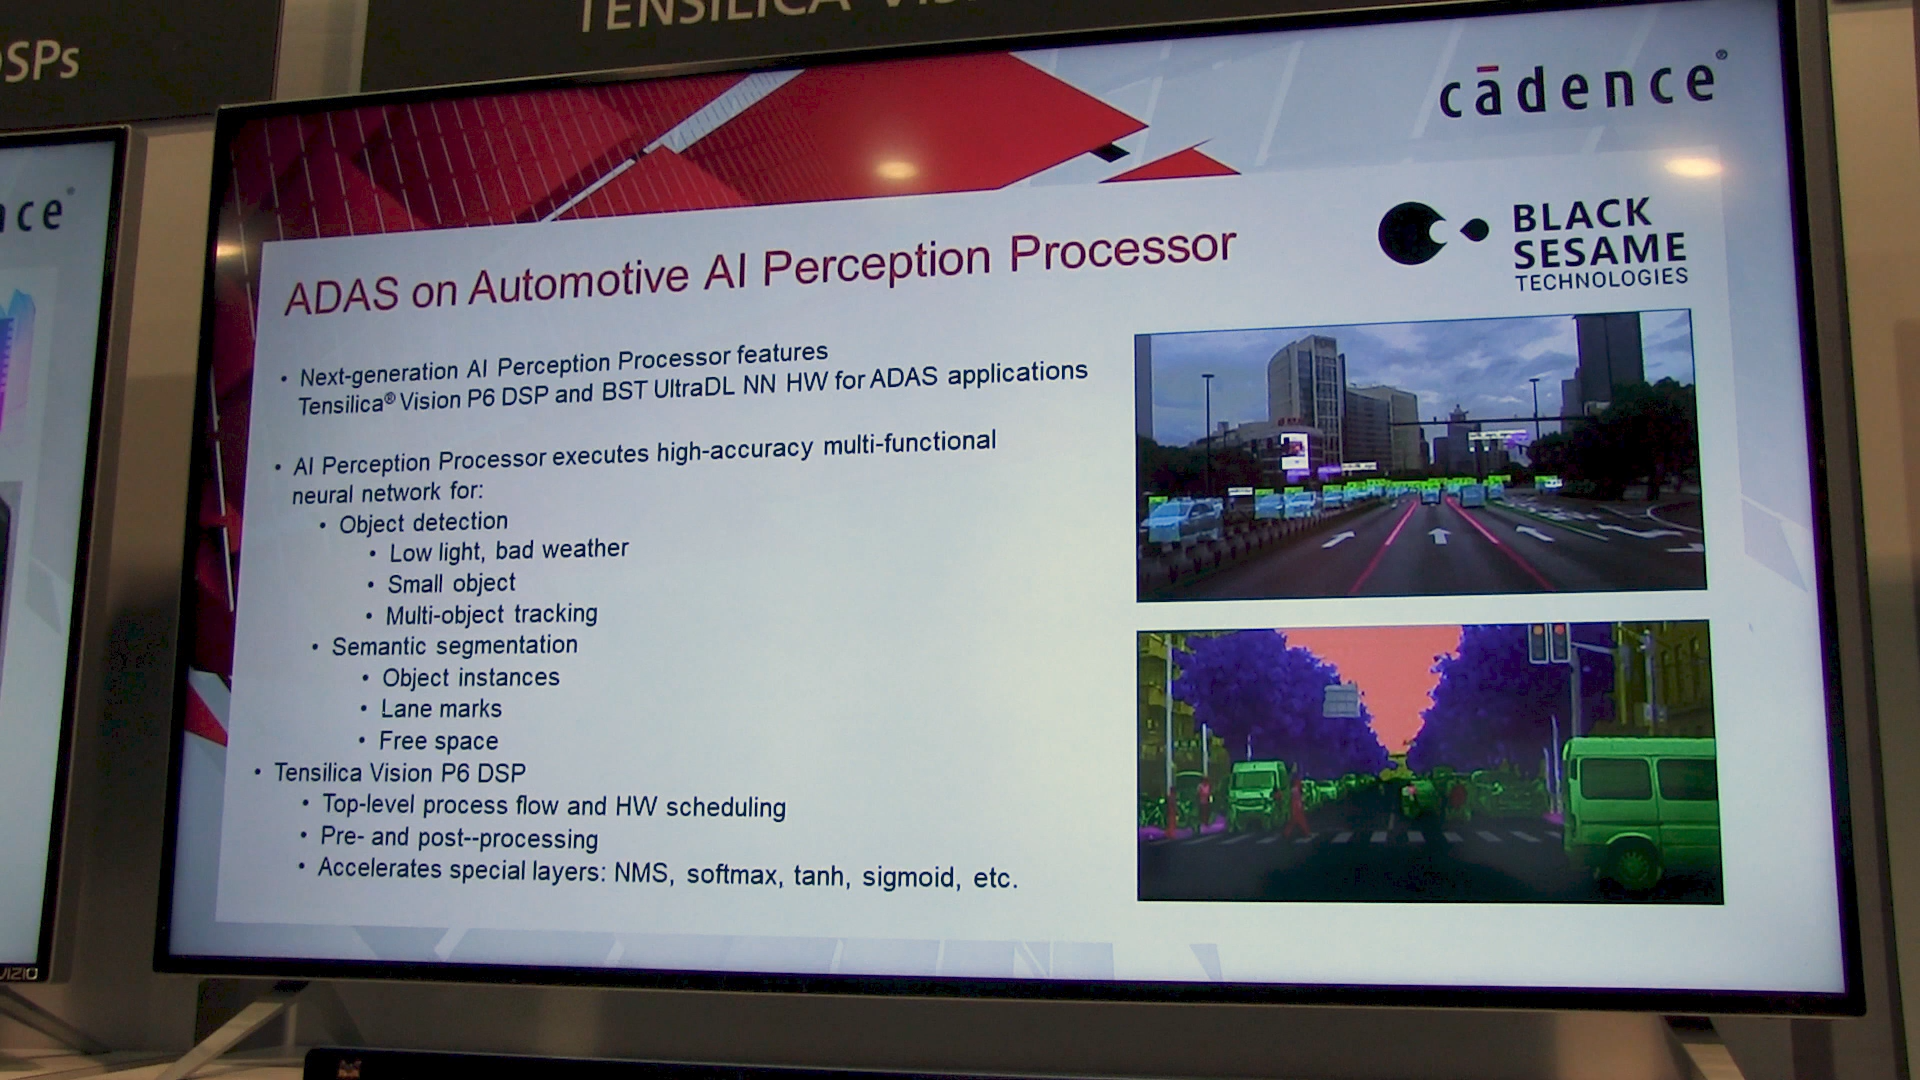 SPs
TENSILICA
cādence®
nce
BLACK
SESAME
TECHNOLOGIES
ADAS on Automotive AI Perception Processor
• Next-generation AI Perception Processor features
Tensilica® Vision P6 DSP and BST UltraDL NN HW for ADAS applications
• AI Perception Processor executes high-accuracy multi-functional
neural network for:
• Object detection
• Low light, bad weather
• Small object
• Multi-object tracking
• Semantic segmentation
• Object instances
• Lane marks
• Free space
• Tensilica Vision P6 DSP
• Top-level process flow and HW scheduling
• Pre- and post--processing
• Accelerates special layers: NMS, softmax, tanh, sigmoid, etc.
VIZIO